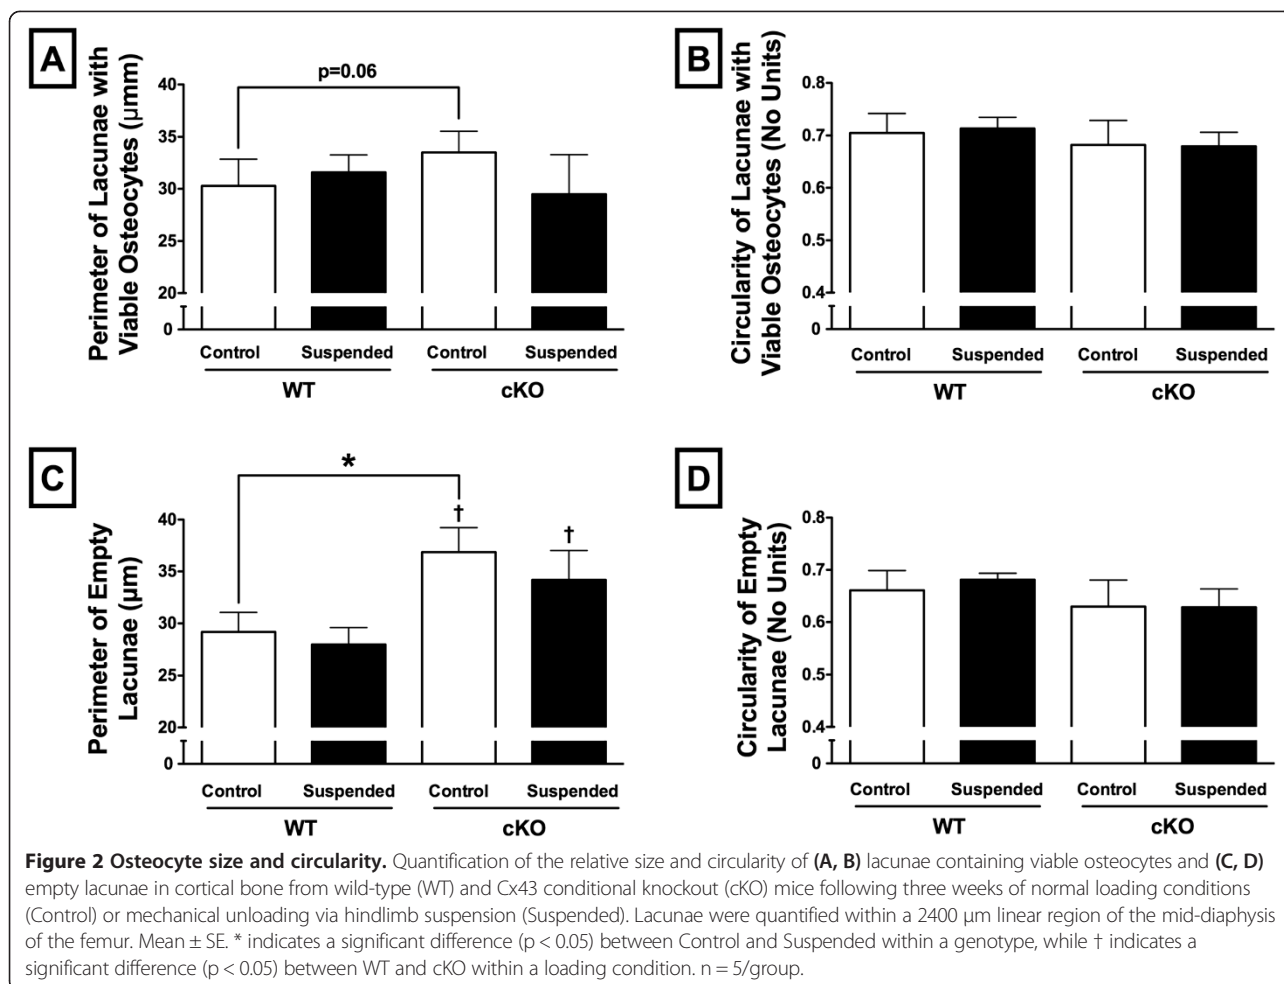 A
Perimeter of Lacunae with
Viable Osteocytes (μmm)
p=0.06
40
35
30
25
20
0
Control Suspended Control Suspended
WT cKO
B
Circularity of Lacunae with
Viable Osteocytes (No Units)
0.8
0.7
0.6
0.5
0.4
0
Control Suspended Control Suspended
WT cKO
C
Perimeter of Empty
Lacunae (μm)
*
† †
40
35
30
25
20
0
Control Suspended Control Suspended
WT cKO
D
Circularity of Empty
Lacunae (No Units)
0.8
0.7
0.6
0.5
0.4
0
Control Suspended Control Suspended
WT cKO
Figure 2 Osteocyte size and circularity. Quantification of the relative size and circularity of (A, B) lacunae containing viable osteocytes and (C, D)
empty lacunae in cortical bone from wild-type (WT) and Cx43 conditional knockout (cKO) mice following three weeks of normal loading conditions
(Control) or mechanical unloading via hindlimb suspension (Suspended). Lacunae were quantified within a 2400 μm linear region of the mid-diaphysis
of the femur. Mean ± SE. * indicates a significant difference (p < 0.05) between Control and Suspended within a genotype, while † indicates a
significant difference (p < 0.05) between WT and cKO within a loading condition. n = 5/group.